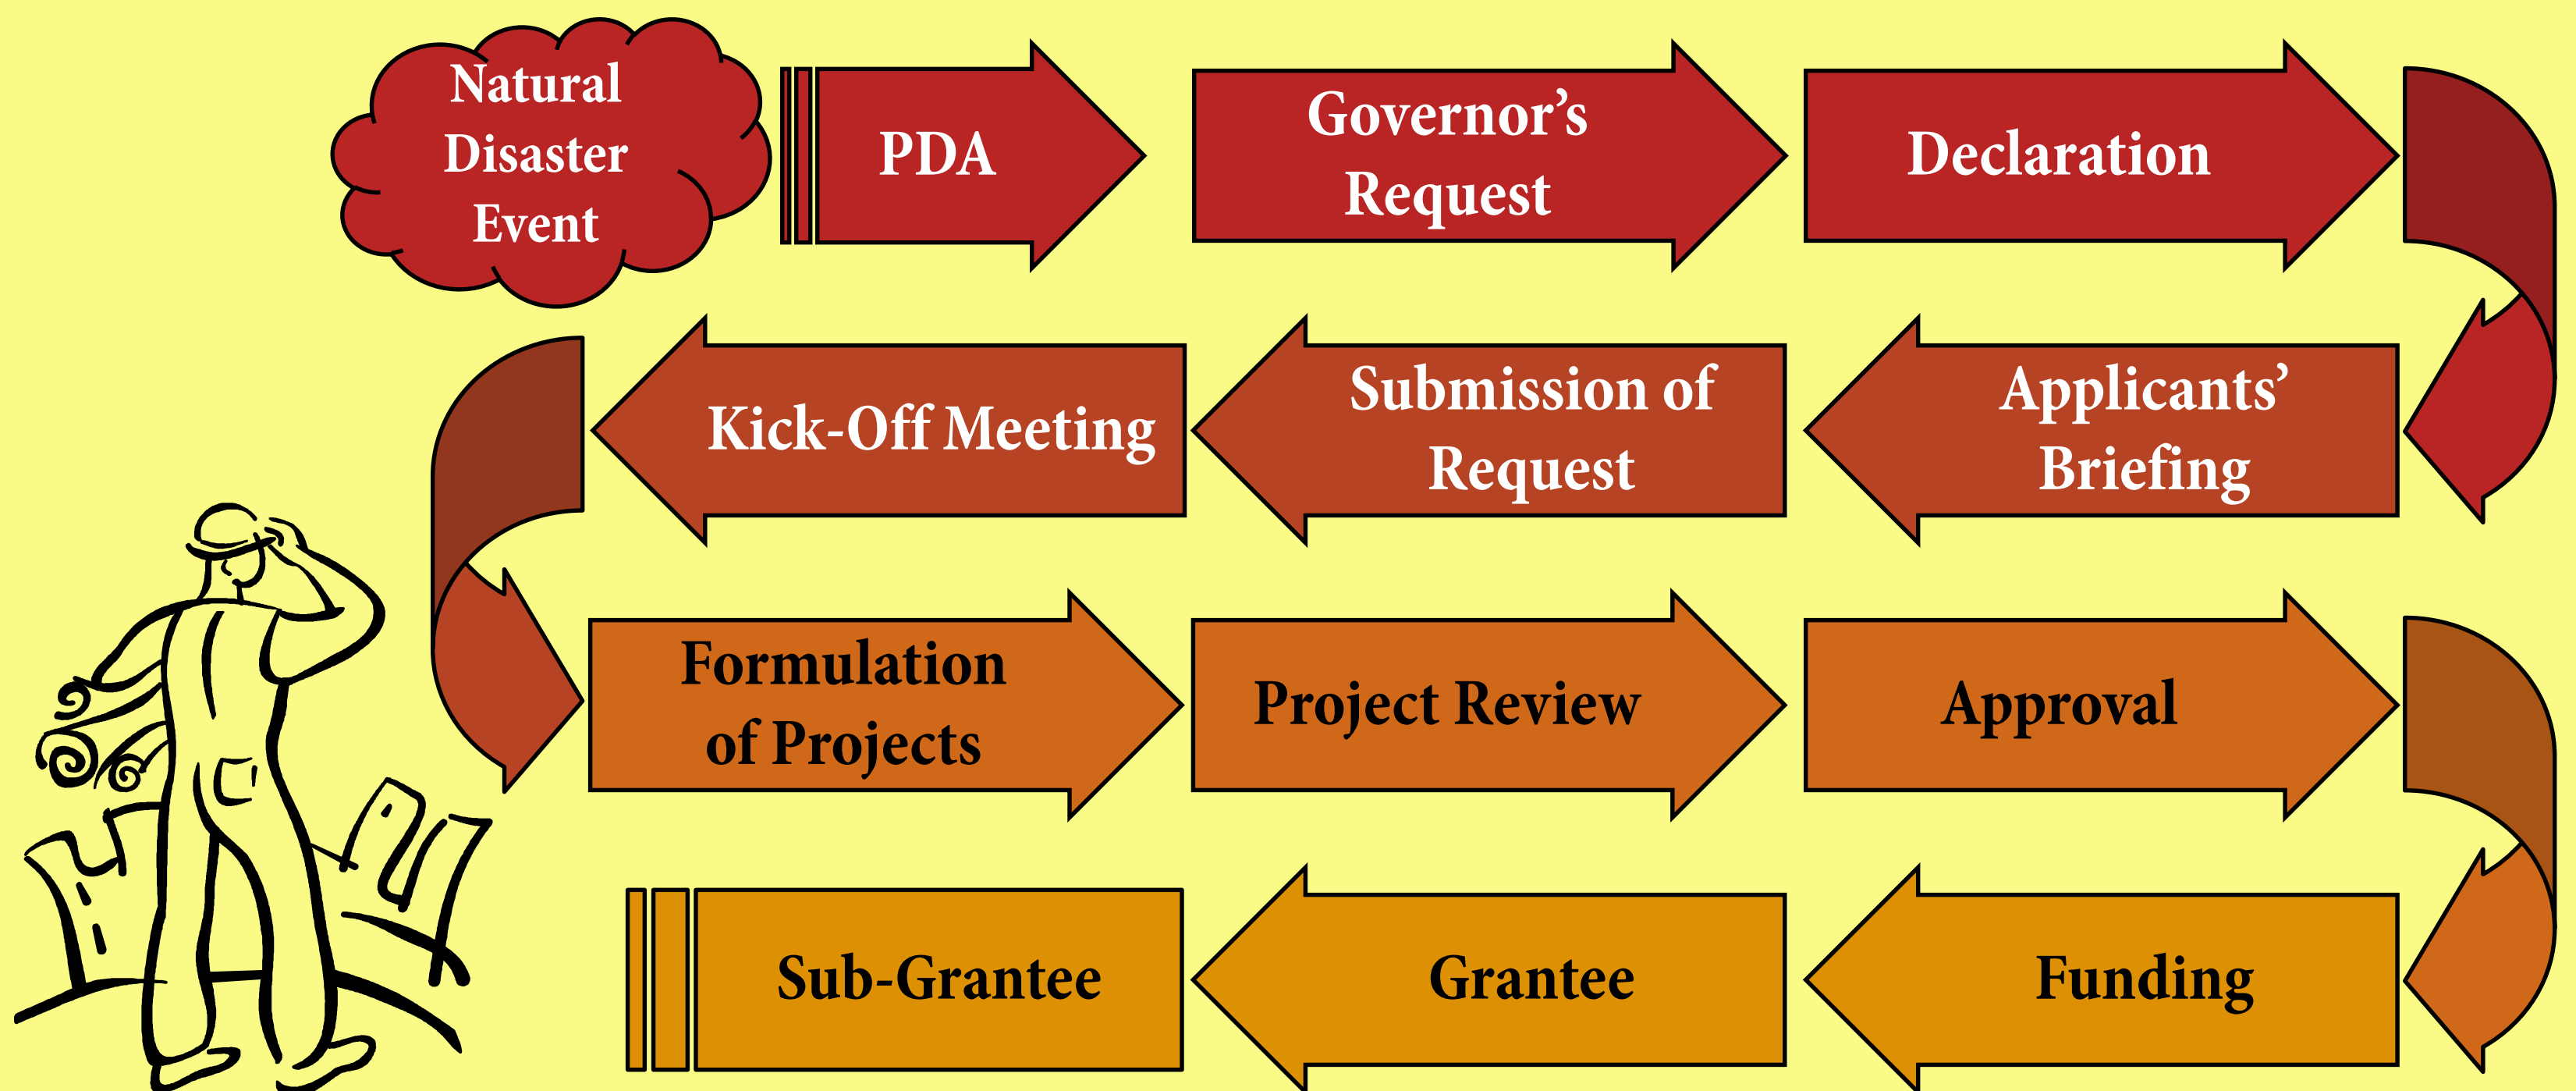 Natural
Disaster
Event
PDA
Governor’s
Request
Declaration
Applicants’
Briefing
Submission of
Request
Kick-Off Meeting
Formulation
of Projects
Project Review
Approval
Funding
Grantee
Sub-Grantee